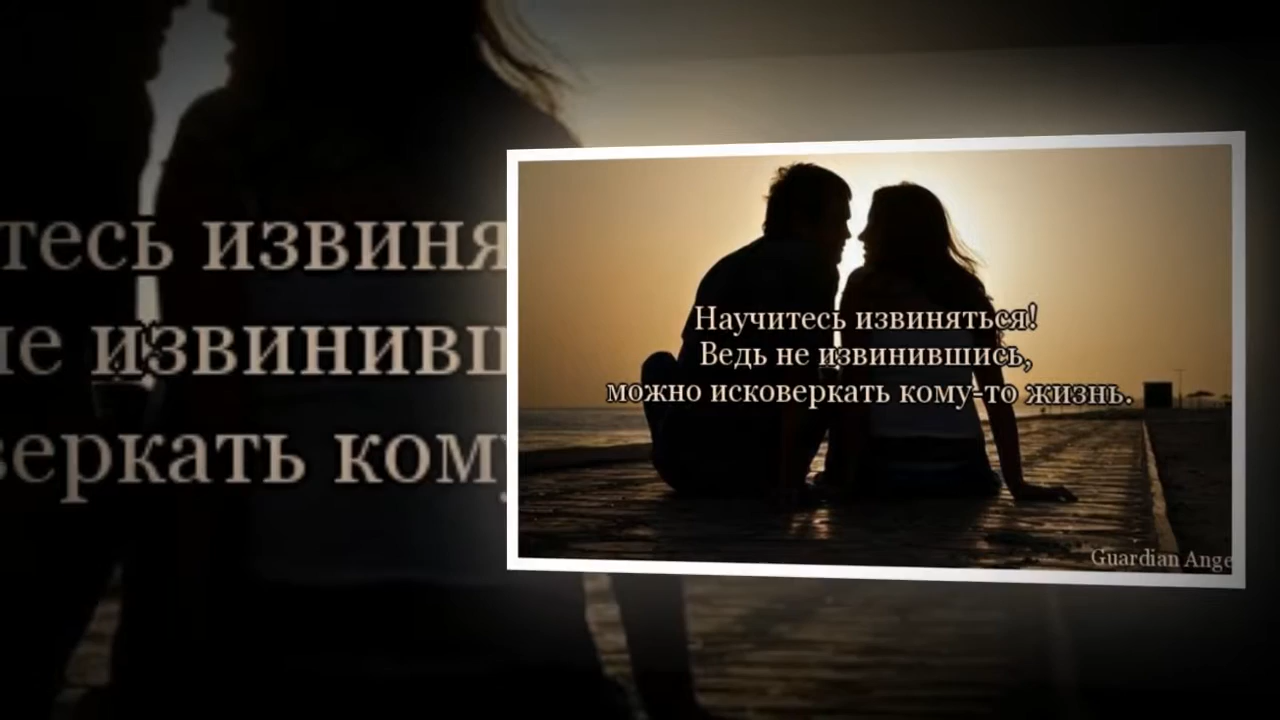 тесь извиня
не извинивш
веркать кому
Научитесь извиняться!
Ведь не извинившись,
можно исковеркать кому-то жизнь.
Guardian Ange